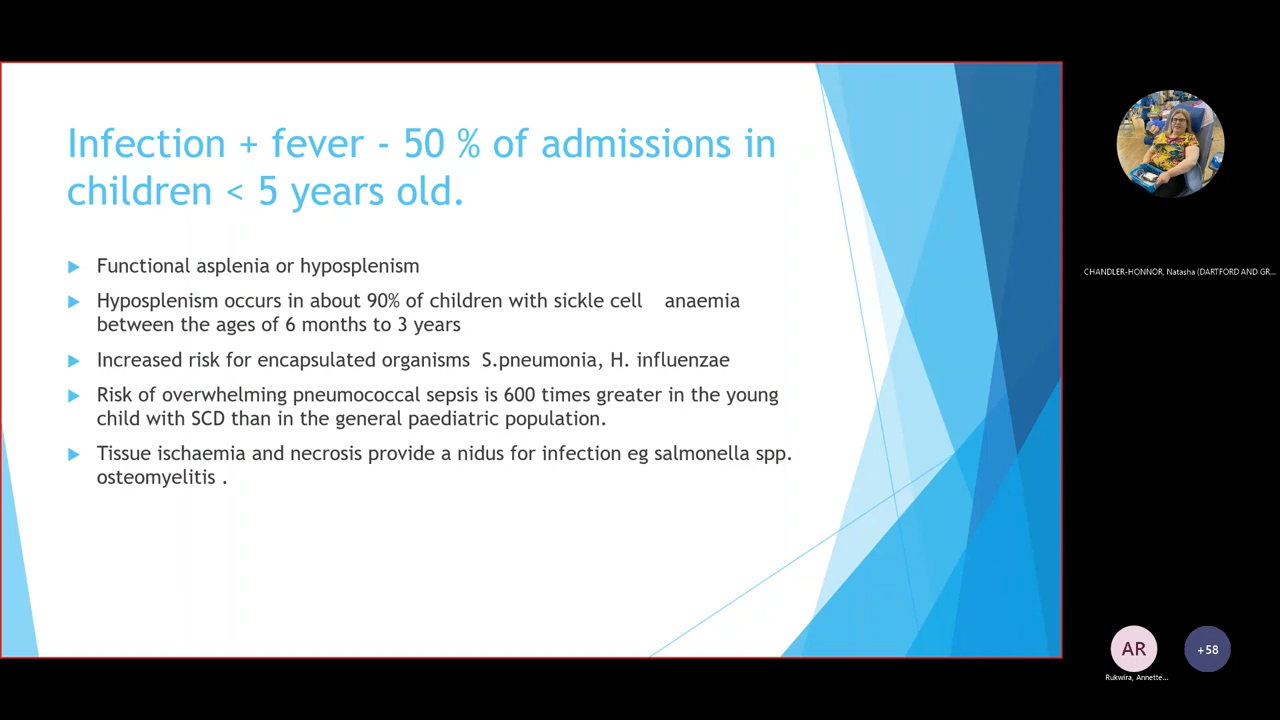 Infection + fever - 50 % of admissions in
children < 5 years old.
Functional asplenia or hyposplenism
Hyposplenism occurs in about 90% of children with sickle cell anaemia
between the ages of 6 months to 3 years
Increased risk for encapsulated organisms S.pneumonia, H. influenzae
Risk of overwhelming pneumococcal sepsis is 600 times greater in the young
child with SCD than in the general paediatric population.
Tissue ischaemia and necrosis provide a nidus for infection eg salmonella spp.
osteomyelitis .
CHANDLER-HONNOR, Natasha (DARTFORD AND GR...
AR
+58
Rukwira, Annette...